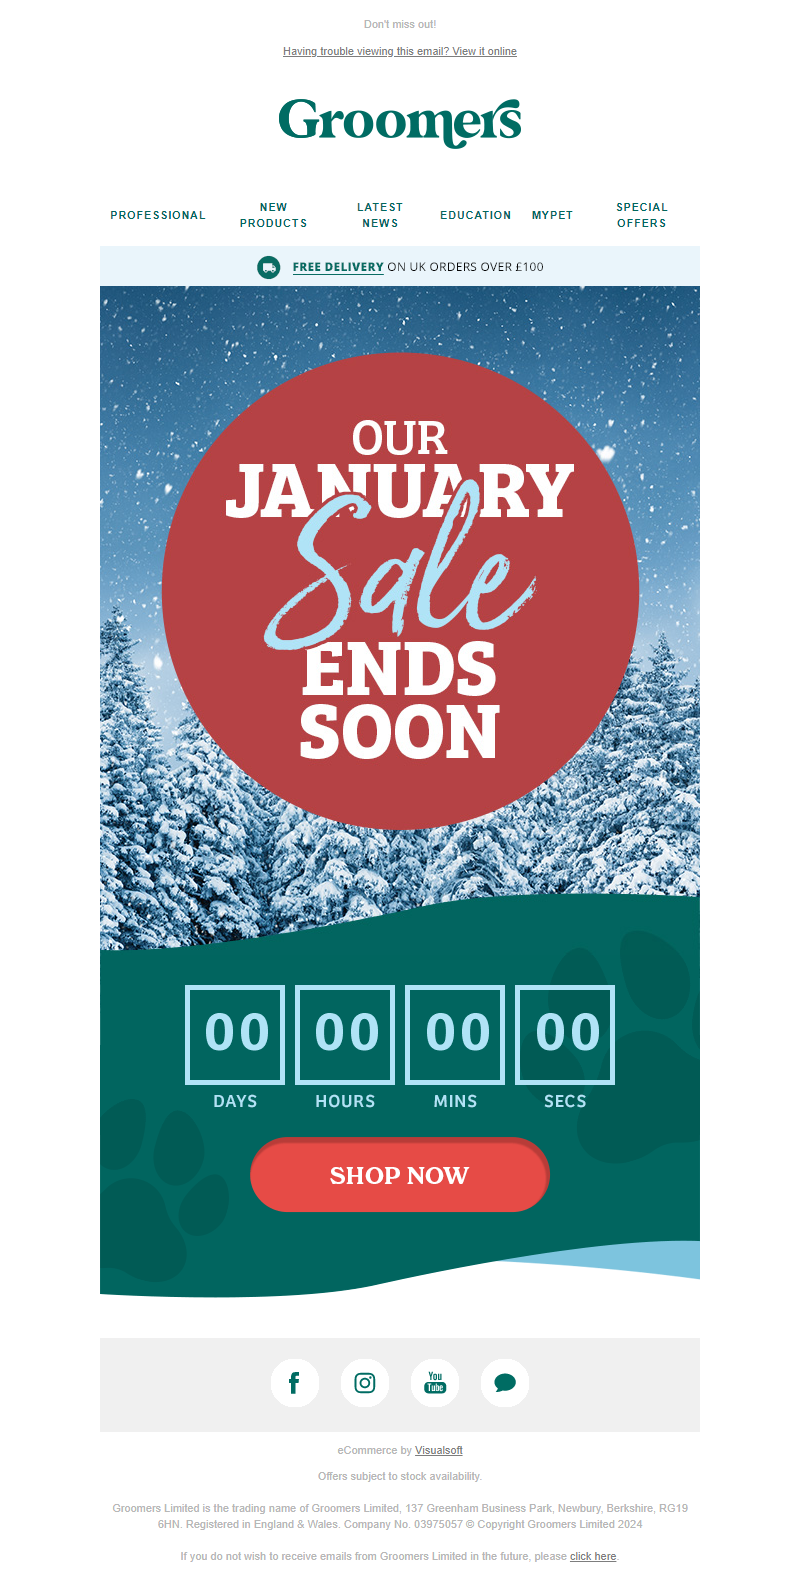 Don't miss out!
Having trouble viewing this email? View it online
Groomers
PROFESSIONAL
NEW
PRODUCTS
LATEST
NEWS
EDUCATION
MYPET
SPECIAL
OFFERS
FREE DELIVERY ON UK ORDERS OVER £100
OUR
JANUARY
Sale
ENDS
SOON
00 00 00 00
DAYS HOURS MINS SECS
SHOP NOW
You
Tube
eCommerce by Visualsoft
Offers subject to stock availability.
Groomers Limited is the trading name of Groomers Limited, 137 Greenham Business Park, Newbury, Berkshire, RG19
6HN. Registered in England & Wales. Company No. 03975057 © Copyright Groomers Limited 2024
If you do not wish to receive emails from Groomers Limited in the future, please click here.